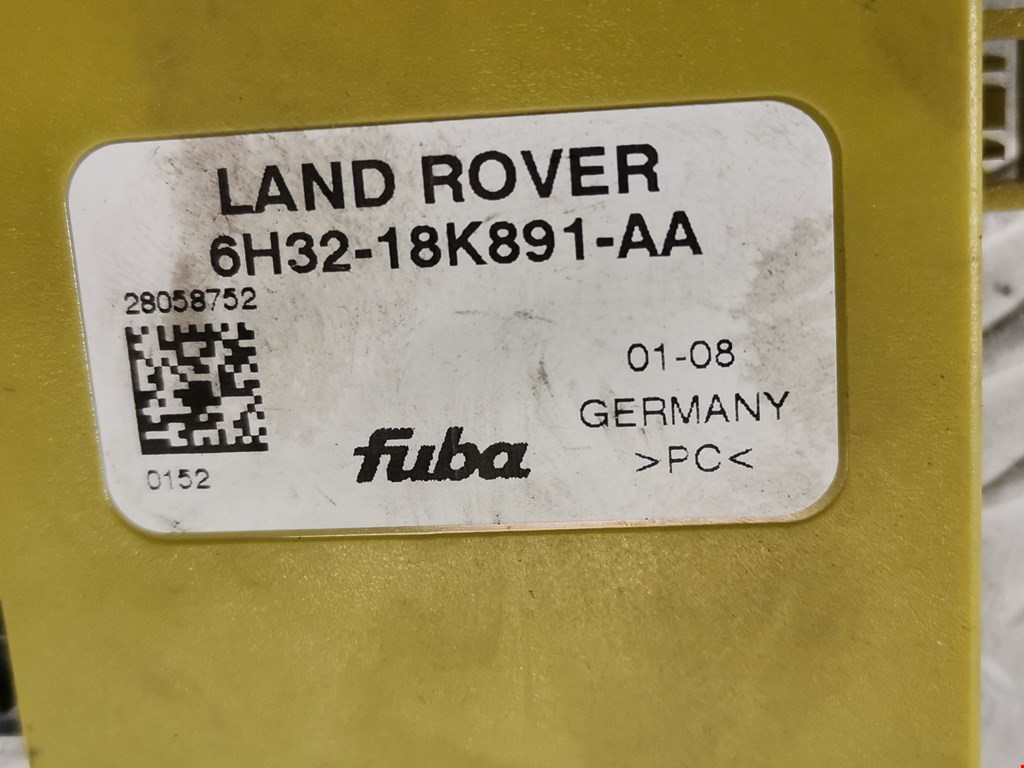 LAND ROVER
6H32-18K891-AA
28058752
01-08
GERMANY
fuba
>PC<
0152